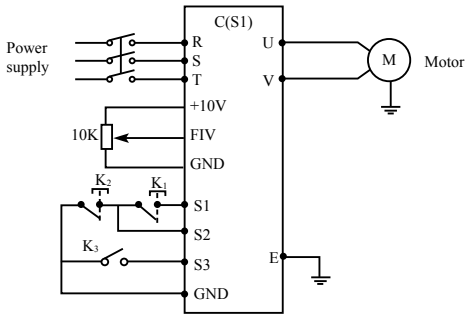 C(S1)
Power
supply
R
S
T
U
V
M
Motor
+10V
10K
FIV
GND
K₂
K₁
S1
S2
K₃
S3
E
GND